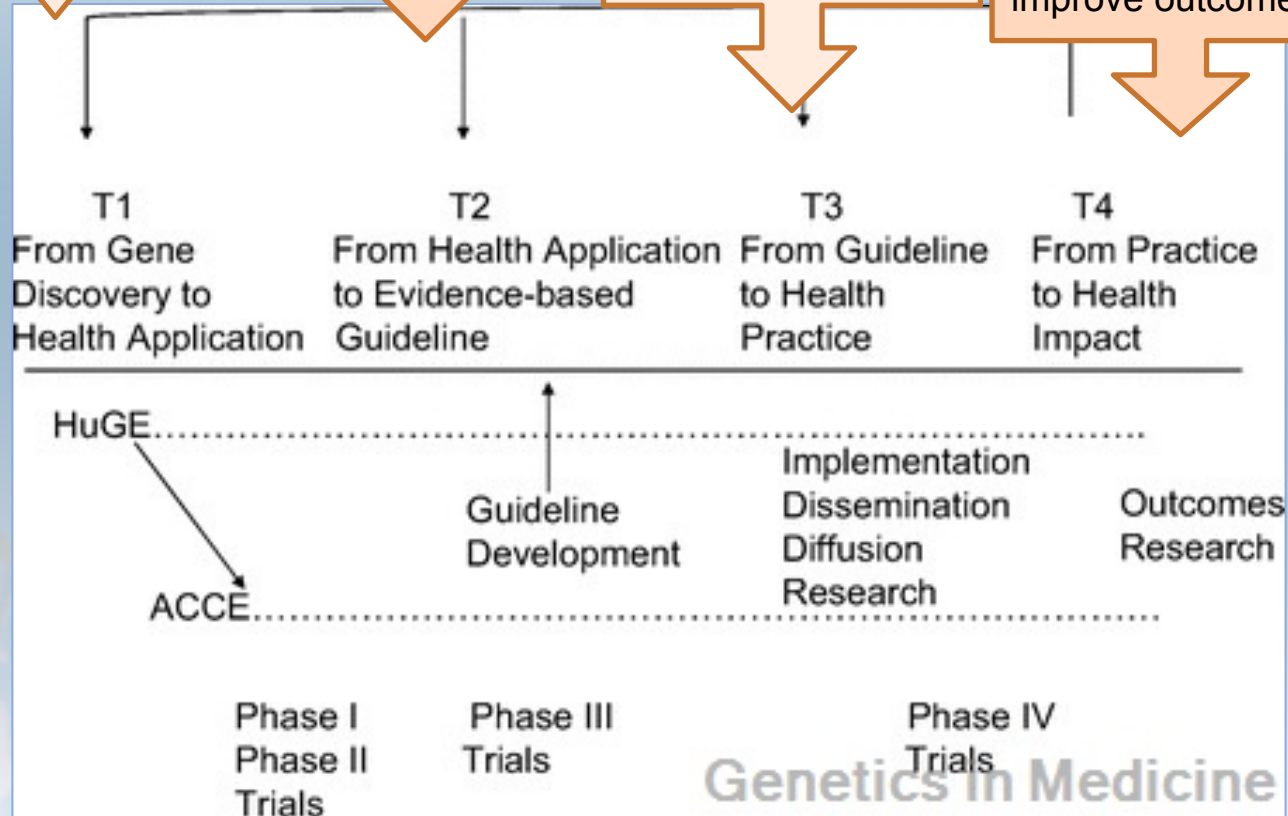 improve outcome
T1
From Gene
Discovery to
Health Application
T2
From Health Application
to Evidence-based
Guideline
T3
From Guideline
to Health
Practice
T4
From Practice
to Health
Impact
HuGE
Guideline
Development
Implementation
Dissemination
Diffusion
Research
Outcomes
Research
ACCE
Phase I
Phase II
Trials
Phase III
Trials
Phase IV
Trials
Genetics in Medicine